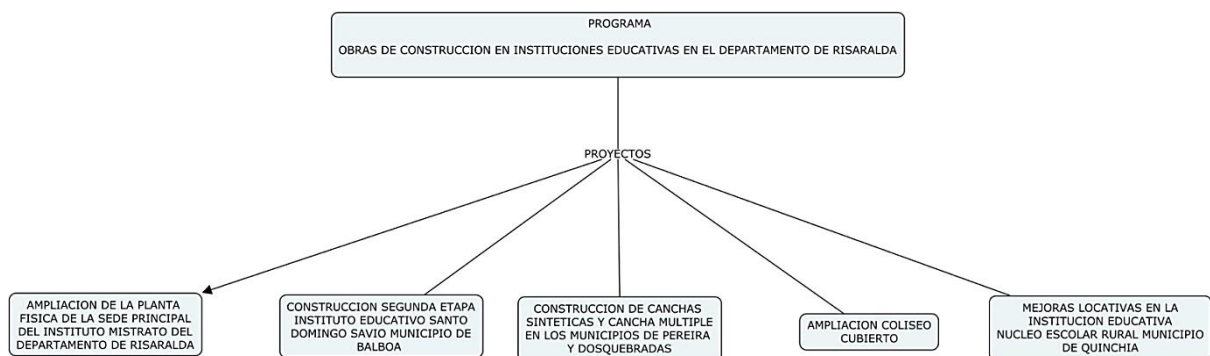 PROGRAMA
OBRAS DE CONSTRUCCION EN INSTITUCIONES EDUCATIVAS EN EL DEPARTAMENTO DE RISARALDA
PROYECTOS
AMPLIACION DE LA PLANTA
FISICA DE LA SEDE PRINCIPAL
DEL INSTITUTO MISTRATO DEL
DEPARTAMENTO DE RISARALDA
CONSTRUCCION SEGUNDA ETAPA
INSTITUTO EDUCATIVO SANTO
DOMINGO SAVIO MUNICIPIO DE
BALBOA
CONSTRUCCION DE CANCHAS
SINTETICAS Y CANCHA MULTIPLE
EN LOS MUNICIPIOS DE PEREIRA
Y DOSQUEBRADAS
AMPLIACION COLISEO
CUBIERTO
MEJORAS LOCATIVAS EN LA
INSTITUCION EDUCATIVA
NUCLEO ESCOLAR RURAL MUNICIPIO
DE QUINCHIA